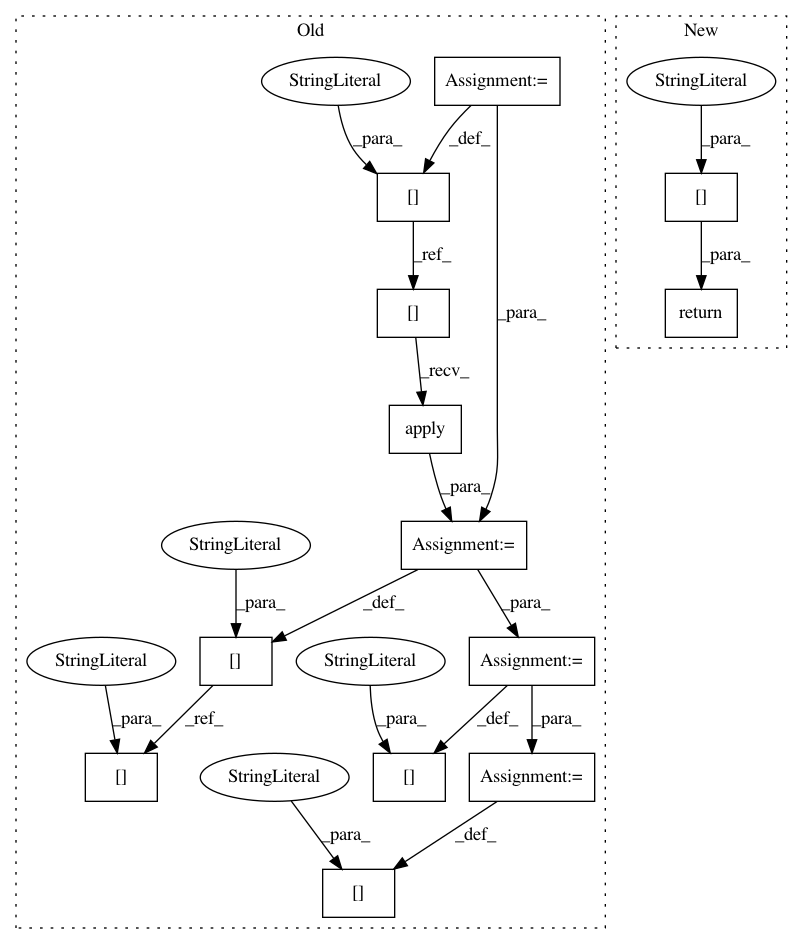 Old
New
StringLiteral
Assignment:=
StringLiteral
_para_
_def_
_para_
[]
[]
_ref_
_para_
[]
_para_
return
_recv_
apply
_para_
StringLiteral
Assignment:=
_para_
_def_
_para_
StringLiteral
[]
StringLiteral
Assignment:=
_para_
_ref_
_para_
_def_
_para_
[]
StringLiteral
[]
Assignment:=
_para_
_def_
[]